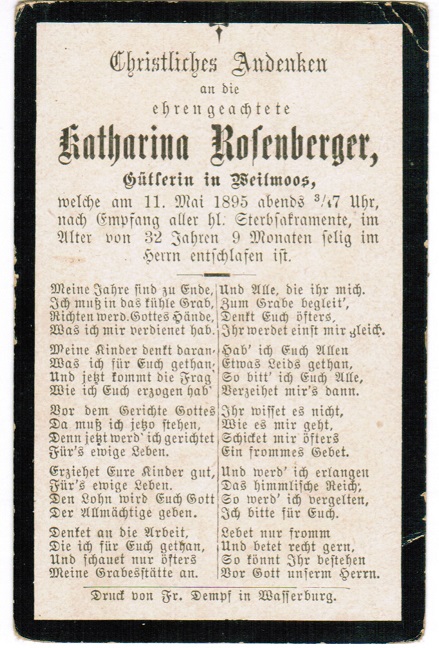 Christliches Andenken
an die
ehrengeachtete
Katharina Rosenberger,
Gütlerin in Weilmoos,
welche am 11. Mai 1895 abends ¾7 Uhr,
nach Empfang aller hl. Sterbsakramente, im
Alter von 32 Jahren 9 Monaten selig im
Herrn entschlafen ist.
Meine Jahre sind zu Ende,
Ich muß in das kühle Grab,
Richten werd. Gottes Hände,
Was ich mir verdienet hab.
Meine Kinder denkt daran
Was ich für Euch gethan,
Und jetzt kommt die Frag
Wie ich Euch erzogen hab
Vor dem Gerichte Gottes
Da muß ich jetzo stehen,
Denn jetzt werd' ich gerichtet
Für's ewige Leben.
Erziehet Eure Kinder gut,
Für's ewige Leben.
Den Lohn wird Euch Gott
Der Allmächtige geben.
Denket an die Arbeit,
Die ich für Euch gethan,
Und schauet nur öfters
Meine Grabesstätte an.
Und Alle, die ihr mich.
Zum Grabe begleit',
Denkt Euch öfters,
Ihr werdet einst mir gleich.
Hab' ich Euch Allen
Etwas Leids gethan,
So bitt' ich Euch Alle,
Verzeihet mir's dann.
Ihr wisset es nicht,
Wie es mir geht,
Schicket mir öfters
Ein frommes Gebet.
Und werd' ich erlangen
Das himmlische Reich,
So werd' ich vergelten,
Ich bitte für Euch.
Lebet nur fromm
Und betet recht gern,
So könnt Ihr bestehen
Vor Gott unserm Herrn.
Druck von Fr. Dempf in Wasserburg.